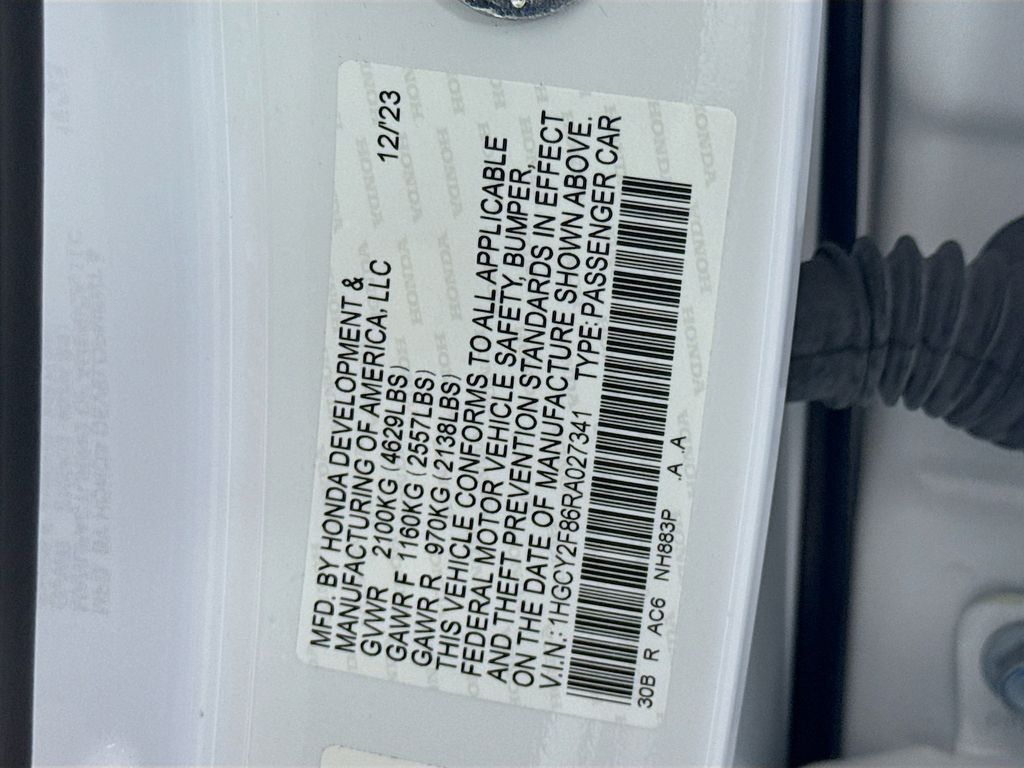 MFD. BY HONDA DEVELOPMENT &
MANUFACTURING OF AMERICA, LLC 12/'23
GVWR 2100KG (4629LBS)
GAWR F 1160KG (2557LBS)
GAWR R 970KG (2138LBS)
THIS VEHICLE CONFORMS TO ALL APPLICABLE
FEDERAL MOTOR VEHICLE SAFETY, BUMPER,
AND THEFT PREVENTION STANDARDS IN EFFECT
ON THE DATE OF MANUFACTURE SHOWN ABOVE.
V.I.N.: 1HGCY2F86RA027341 TYPE: PASSENGER CAR
30B R AC6 NH883P .A .A